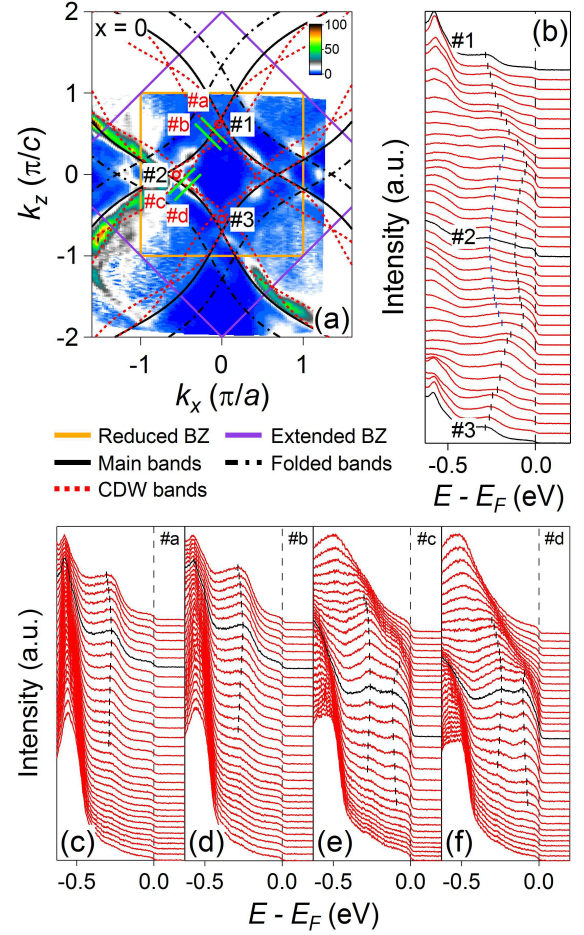 x = 0
100
50
0
2
1
0
-1
-2
k_z (π/c)
#a
#b
#1
#2
#c
#d
#3
(a)
-1
0
1
k_x (π/a)
Reduced BZ
Extended BZ
Main bands
Folded bands
CDW bands
(b)
#1
#2
#3
Intensity (a.u.)
-0.5
0.0
E - E_F (eV)
#a
#b
#c
#d
Intensity (a.u.)
(c)
(d)
(e)
(f)
-0.5
0.0
-0.5
0.0
-0.5
0.0
-0.5
0.0
E - E_F (eV)